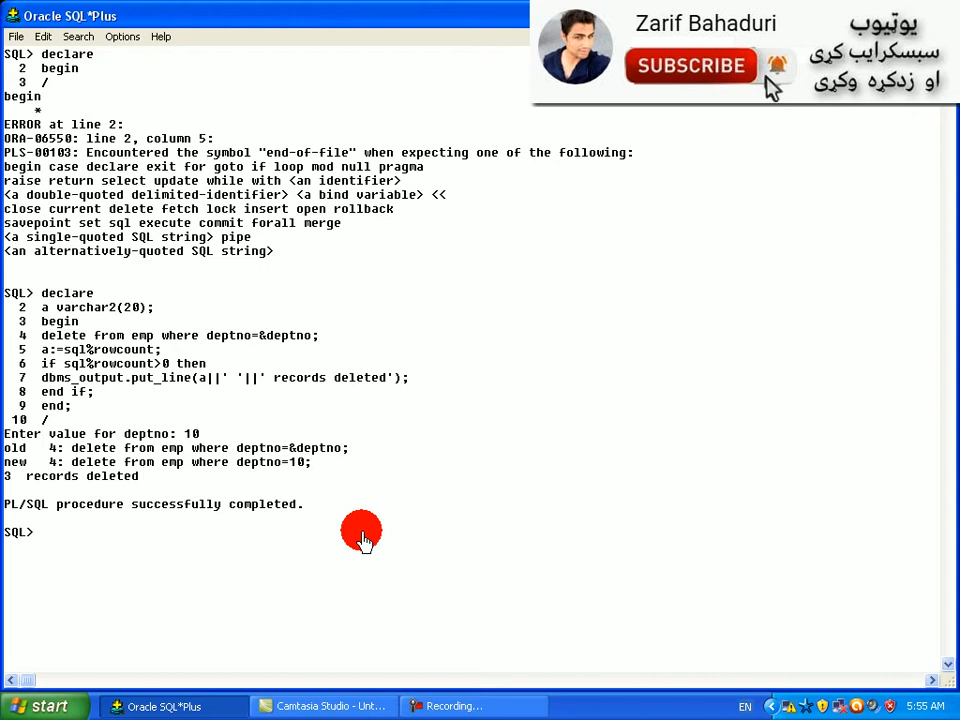 Oracle SQL*Plus
File Edit Search Options Help
Zarif Bahaduri
SUBSCRIBE
یوټیوب
سبسکرایب کړی
او زدکړه وکړی
SQL> declare
2 begin
3 /
begin
*
ERROR at line 2:
ORA-06550: line 2, column 5:
PLS-00103: Encountered the symbol "end-of-file" when expecting one of the following:
begin case declare exit for goto if loop mod null pragma
raise return select update while with <an identifier>
<a double-quoted delimited-identifier> <a bind variable> <<
close current delete fetch lock insert open rollback
savepoint set sql execute commit forall merge
<a single-quoted SQL string> pipe
<an alternatively-quoted SQL string>
SQL> declare
2 a varchar2(20);
3 begin
4 delete from emp where deptno=&deptno;
5 a:=sql%rowcount;
6 if sql%rowcount>0 then
7 dbms_output.put_line(a||' '||' records deleted');
8 end if;
9 end;
10 /
Enter value for deptno: 10
old 4: delete from emp where deptno=&deptno;
new 4: delete from emp where deptno=10;
3 records deleted
PL/SQL procedure successfully completed.
SQL>
start
Oracle SQL*Plus
Camtasia Studio - Unt...
Recording...
EN
5:55 AM